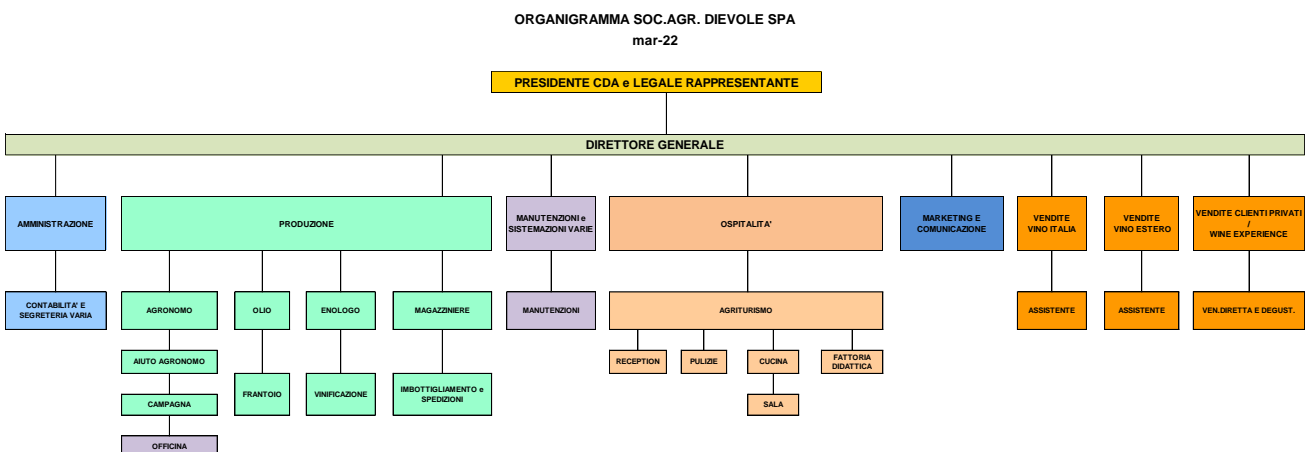 ORGANIGRAMMA SOC.AGR. DIEVOLE SPA
mar-22
PRESIDENTE CDA e LEGALE RAPPRESENTANTE
DIRETTORE GENERALE
AMMINISTRAZIONE
PRODUZIONE
MANUTENZIONI e
SISTEMAZIONI VARIE
OSPITALITA'
MARKETING E
COMUNICAZIONE
VENDITE
VINO ITALIA
VENDITE
VINO ESTERO
VENDITE CLIENTI PRIVATI
/
WINE EXPERIENCE
CONTABILITA' E
SEGRETERIA VARIA
AGRONOMO
OLIO
ENOLOGO
MAGAZZINIERE
MANUTENZIONI
AGRITURISMO
ASSISTENTE
ASSISTENTE
VEN.DIRETTA E DEGUST.
AIUTO AGRONOMO
RECEPTION
PULIZIE
CUCINA
FATTORIA
DIDATTICA
CAMPAGNA
FRANTOIO
VINIFICAZIONE
IMBOTTIGLIAMENTO e
SPEDIZIONI
SALA
OFFICINA